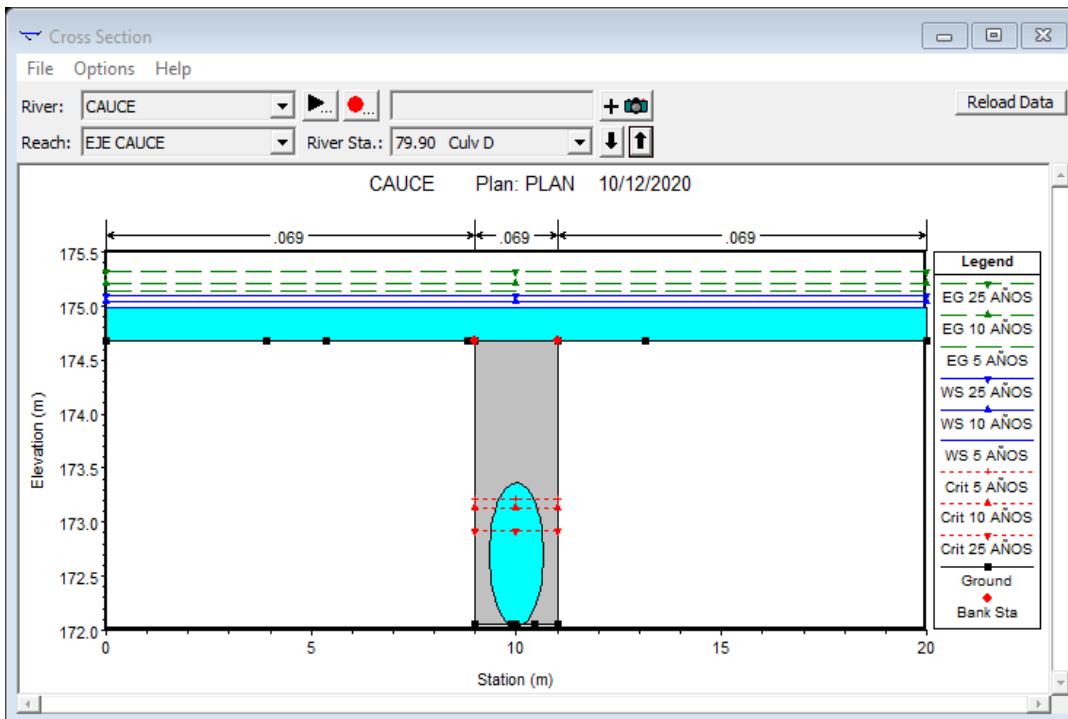 Cross Section
File Options Help
River: CAUCE ... ... Reload Data
Reach: EJE CAUCE River Sta.: 79.90 Culv D
CAUCE Plan: PLAN 10/12/2020
.069 .069 .069
175.5
175.0
174.5
174.0
173.5
173.0
172.5
172.0
Elevation (m)
0 5 10 15 20
Station (m)
Legend
EG 25 AÑOS
EG 10 AÑOS
EG 5 AÑOS
WS 25 AÑOS
WS 10 AÑOS
WS 5 AÑOS
Crit 5 AÑOS
Crit 10 AÑOS
Crit 25 AÑOS
Ground
Bank Sta